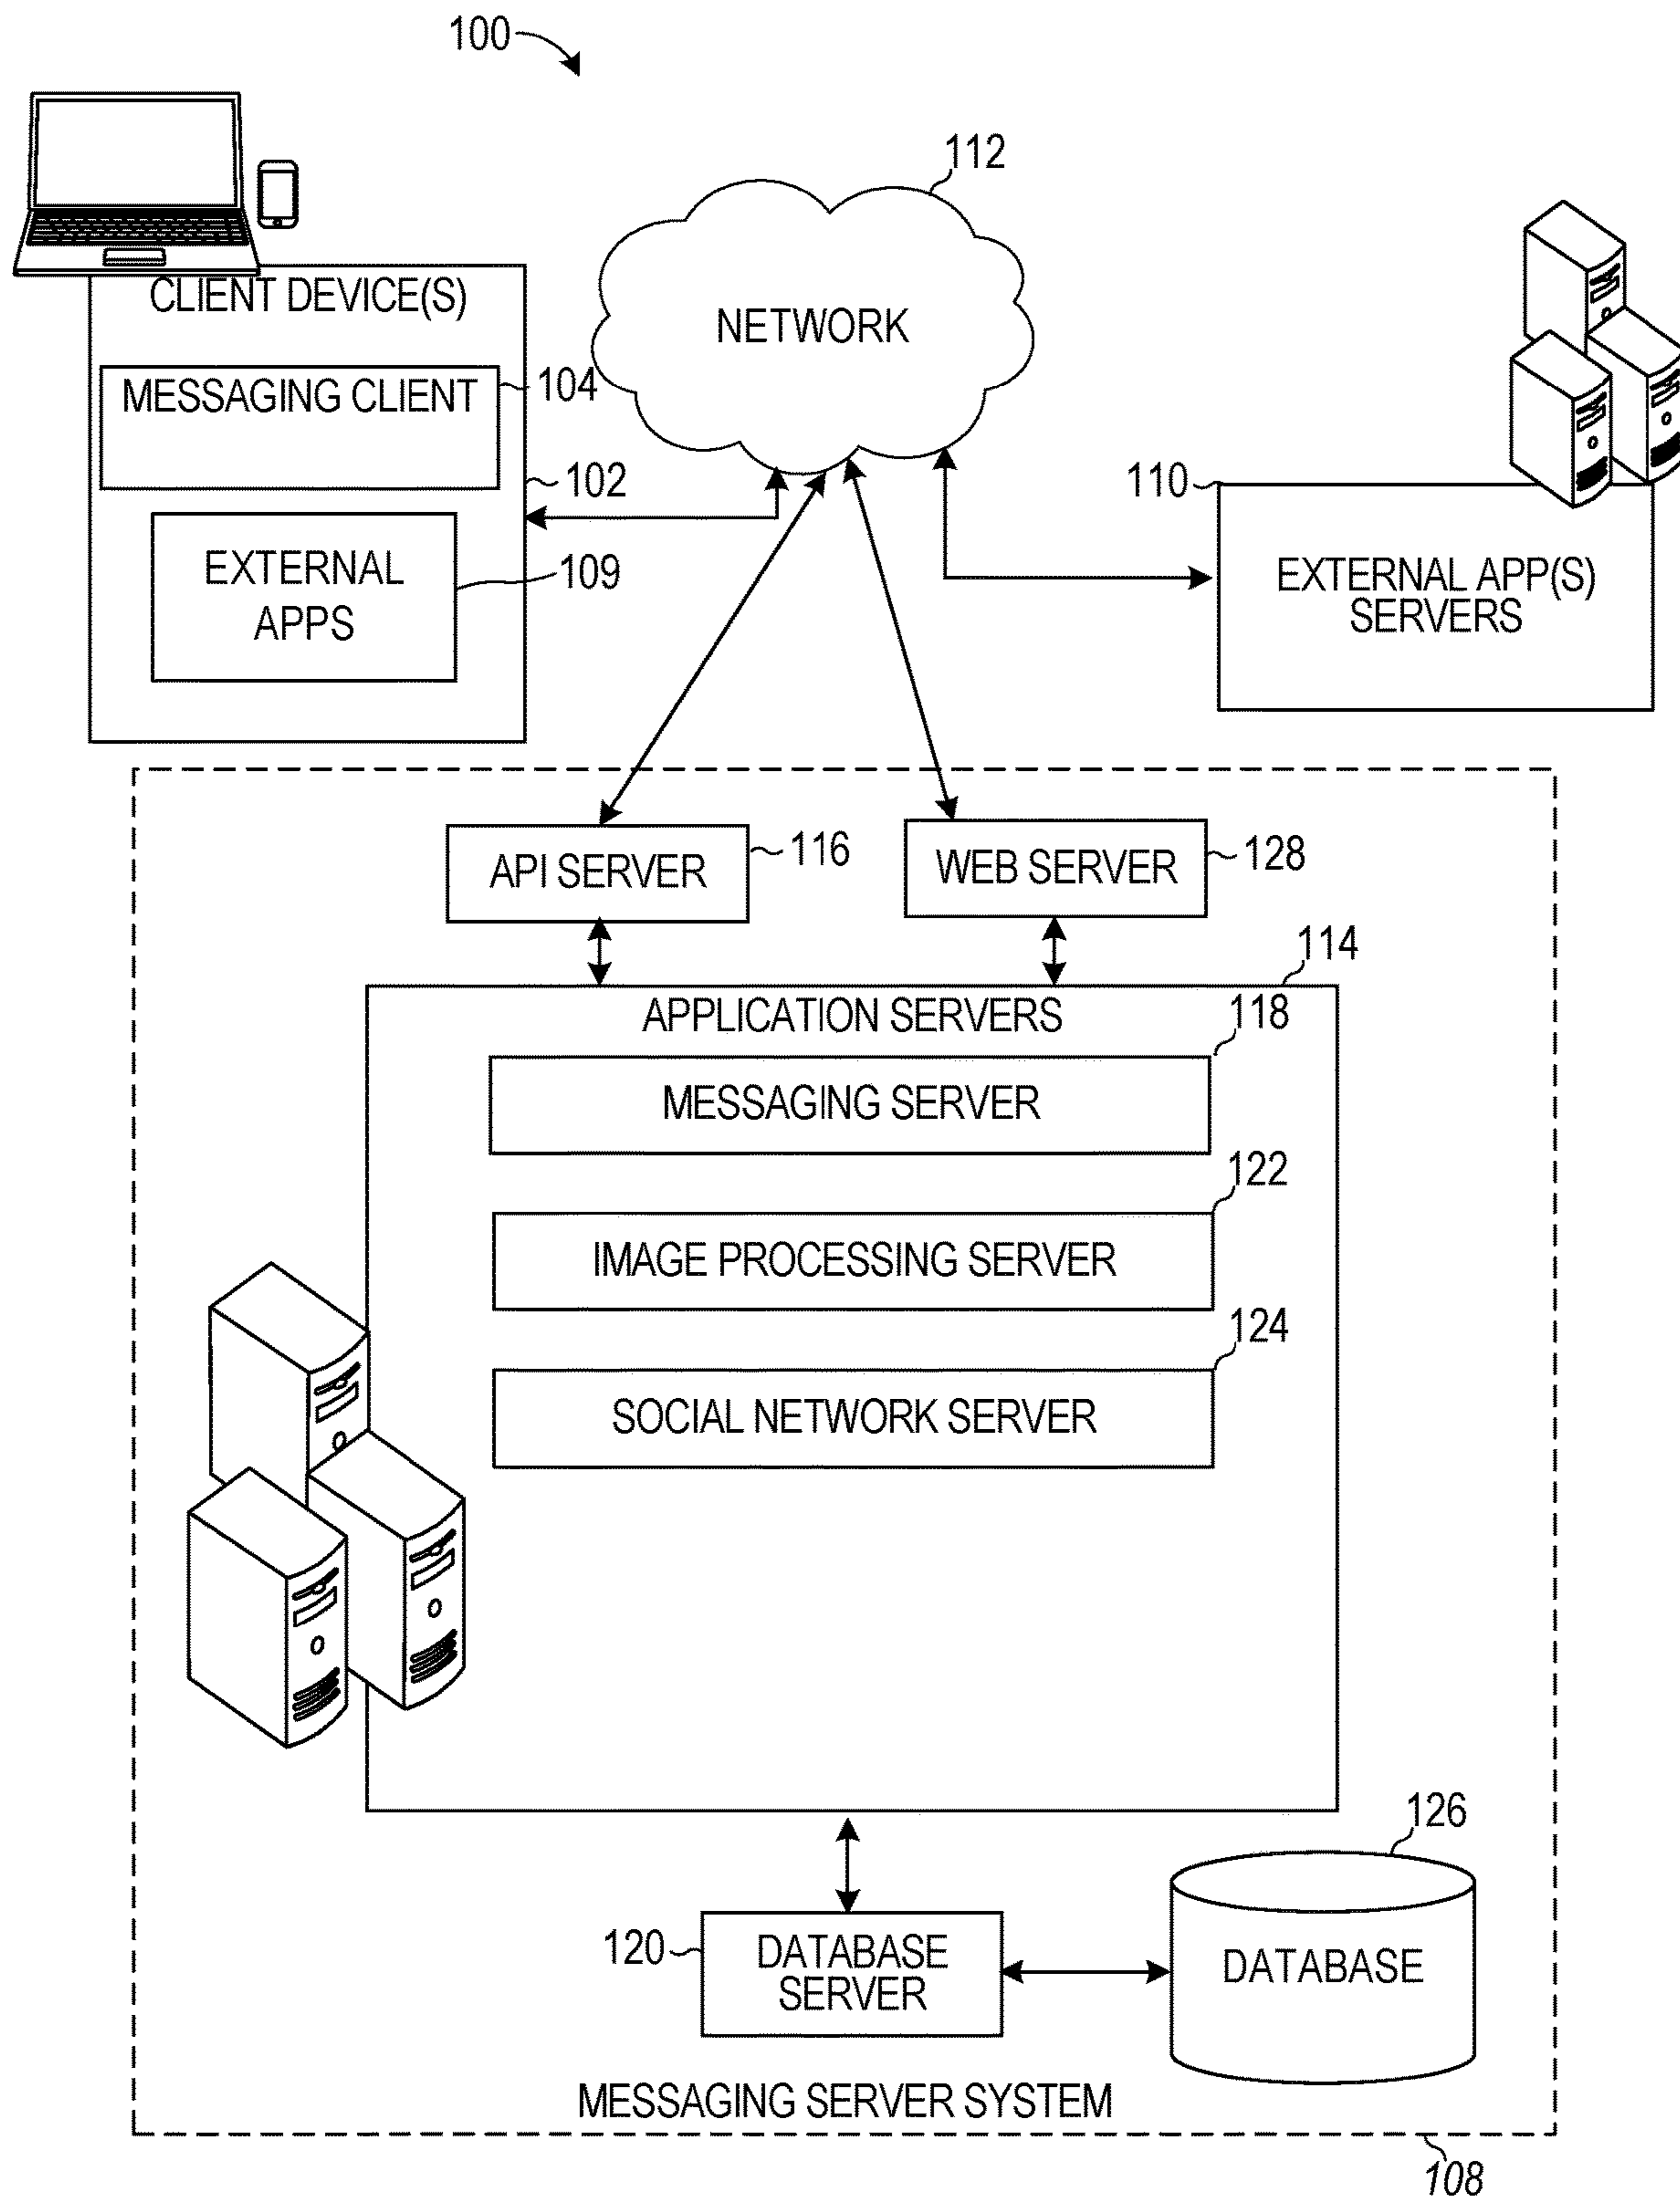 100
112
CLIENT DEVICE(S)
NETWORK
MESSAGING CLIENT
104
102
110
EXTERNAL
APPS
109
EXTERNAL APP(S)
SERVERS
API SERVER
116
WEB SERVER
128
114
APPLICATION SERVERS
118
MESSAGING SERVER
122
IMAGE PROCESSING SERVER
124
SOCIAL NETWORK SERVER
126
120
DATABASE
SERVER
DATABASE
MESSAGING SERVER SYSTEM
108